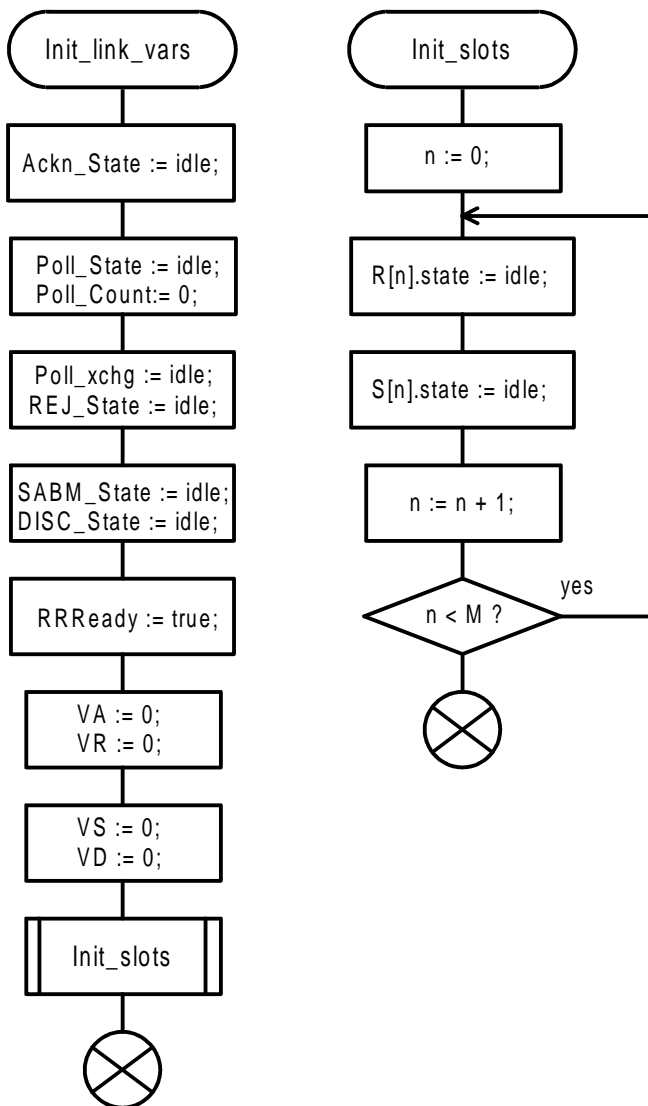 Init_link_vars
Ackn_State := idle;
Poll_State := idle;
Poll_Count:= 0;
Poll_xchg := idle;
REJ_State := idle;
SABM_State := idle;
DISC_State := idle;
RRReady := true;
VA := 0;
VR := 0;
VS := 0;
VD := 0;
Init_slots
Init_slots
n := 0;
R[n].state := idle;
S[n].state := idle;
n := n + 1;
n < M ?
yes